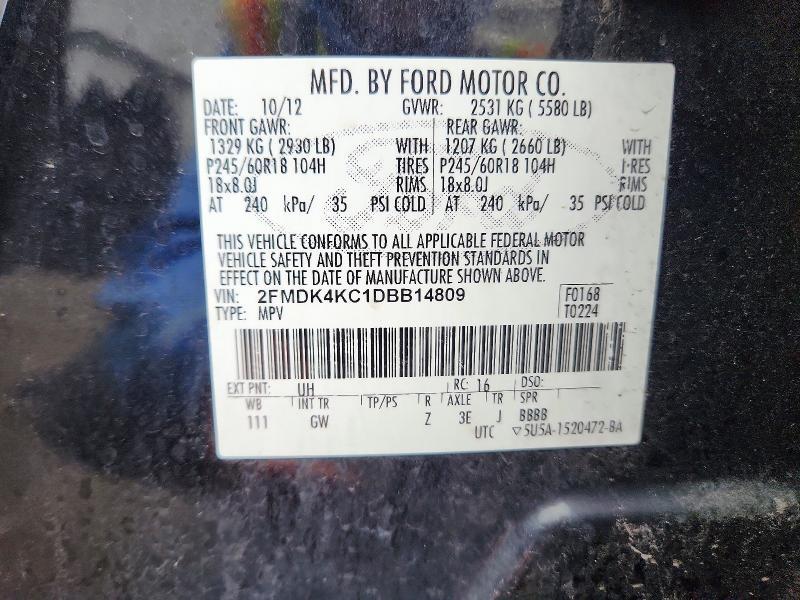 MFD. BY FORD MOTOR CO.
DATE: 10/12 GVWR: 2531 KG ( 5580 LB)
FRONT GAWR: REAR GAWR:
1329 KG ( 2930 LB) WITH 1207 KG ( 2660 LB) WITH
P245/60R18 104H TIRES P245/60R18 104H TIRES
18x8.0J RIMS 18x8.0J RIMS
AT 240 kPa/ 35 PSI COLD AT 240 kPa/ 35 PSI COLD
THIS VEHICLE CONFORMS TO ALL APPLICABLE FEDERAL MOTOR
VEHICLE SAFETY AND THEFT PREVENTION STANDARDS IN
EFFECT ON THE DATE OF MANUFACTURE SHOWN ABOVE.
VIN: 2FMDK4KC1DBB14809 F0168
TYPE: MPV T0224
EXT PNT: UH RC: 16 DSO:
WB INT TR TP/PS R AXLE TR SPR
111 GW Z 3E J BBBB
UTC ▽5U5A-1520472-BA